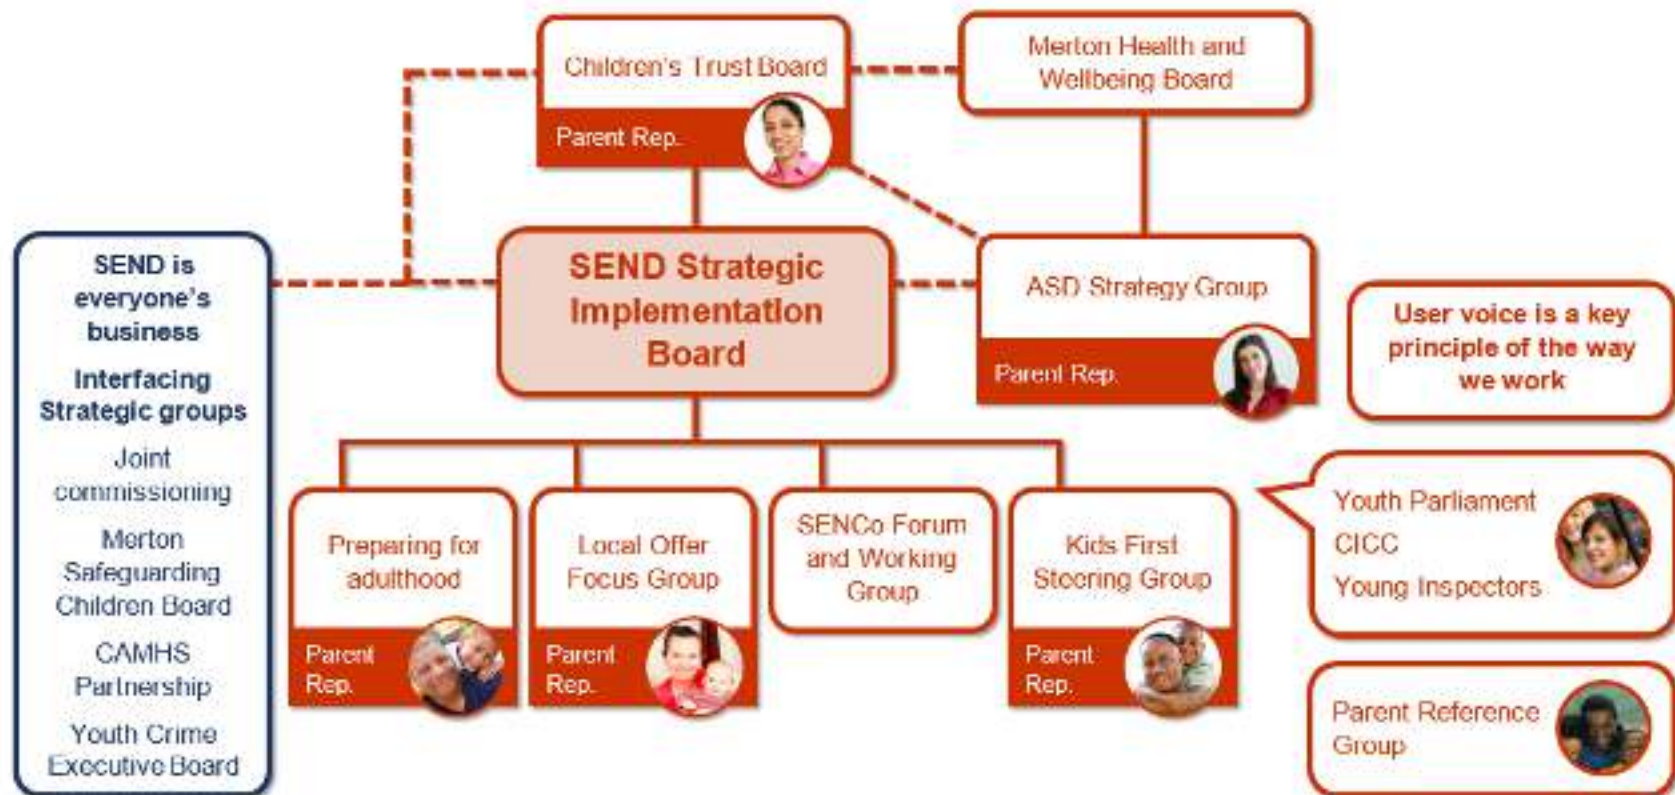 Children's Trust Board
Parent Rep.
Merton Health and
Wellbeing Board
SEND is
everyone's
business
Interfacing
Strategic groups
Joint
commissioning
Merton
Safeguarding
Children Board
CAMHS
Partnership
Youth Crime
Executive Board
SEND Strategic
Implementation
Board
ASD Strategy Group
Parent Rep.
User voice is a key
principle of the way
we work
Preparing for
adulthood
Parent
Rep.
Local Offer
Focus Group
Parent
Rep.
SENCo Forum
and Working
Group
Kids First
Steering Group
Parent
Rep.
Youth Parliament
CICC
Young Inspectors
Parent Reference
Group